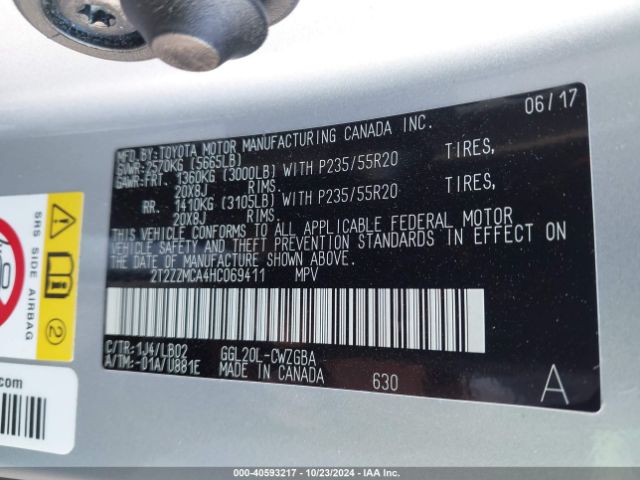 06/17
MFD.BY:TOYOTA MOTOR MANUFACTURING CANADA INC.
GVWR:2570KG (5665LB)
GAWR:FRT. 1360KG (3000LB) WITH P235/55R20 TIRES,
20X8J RIMS.
RR. 1410KG (3105LB) WITH P235/55R20 TIRES,
20X8J RIMS.
THIS VEHICLE CONFORMS TO ALL APPLICABLE FEDERAL MOTOR
VEHICLE SAFETY AND THEFT PREVENTION STANDARDS IN EFFECT ON
THE DATE OF MANUFACTURE SHOWN ABOVE.
2T2ZZMCA4HC069411 MPV
C/TR:1J4/LB02 GGL20L-CWZGBA
A/TM:-01A/U881E MADE IN CANADA 630 A
SRS SIDE AIRBAG
2
.com
000-40593217 - 10/23/2024 - IAA Inc.